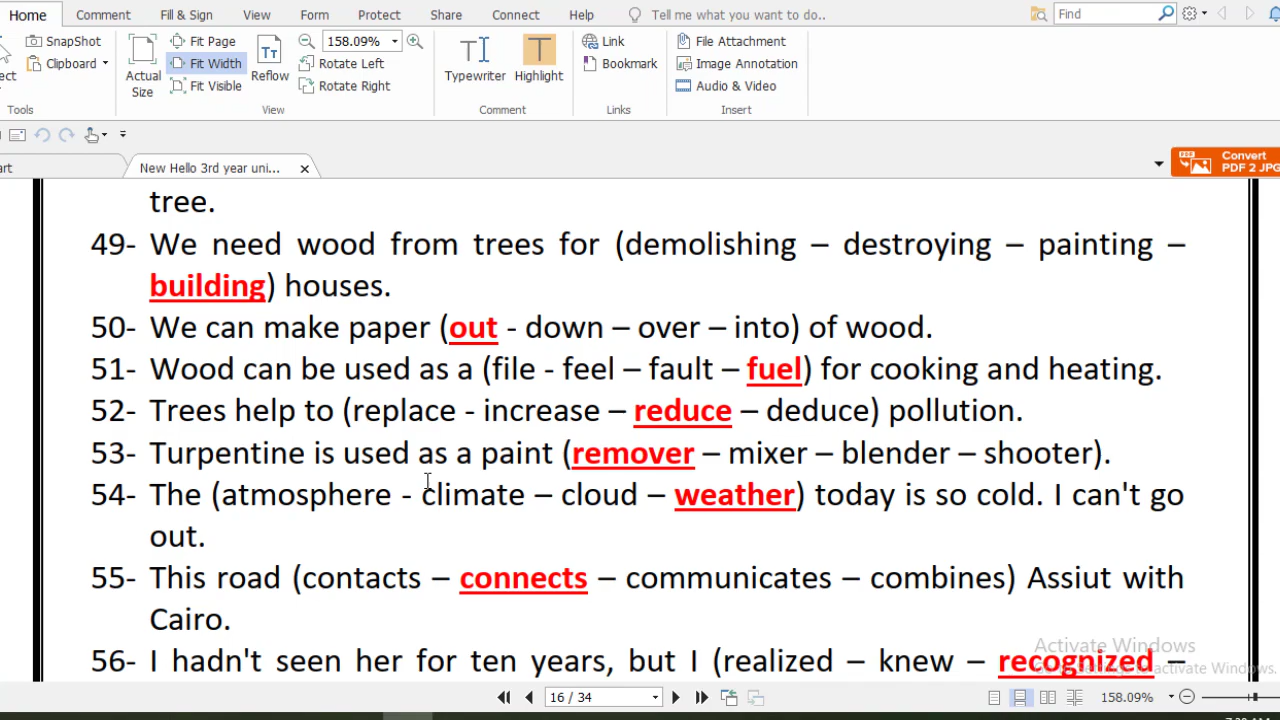 Home Comment Fill & Sign View Form Protect Share Connect Help Tell me what you want to do.. Find
SnapShot Fit Page 158.09% Link File Attachment
Clipboard Actual Size Fit Width Reflow Rotate Left Typewriter Highlight Bookmark Image Annotation
Fit Visible Rotate Right Audio & Video
Tools View Comment Links Insert
New Hello 3rd year uni... Convert
PDF 2 JPG
tree.
49- We need wood from trees for (demolishing – destroying – painting –
building) houses.
50- We can make paper (out - down – over – into) of wood.
51- Wood can be used as a (file - feel – fault – fuel) for cooking and heating.
52- Trees help to (replace - increase – reduce – deduce) pollution.
53- Turpentine is used as a paint (remover – mixer – blender – shooter).
54- The (atmosphere - climate – cloud – weather) today is so cold. I can't go
out.
55- This road (contacts – connects – communicates – combines) Assiut with
Cairo.
Activate Windows
56- I hadn't seen her for ten years, but I (realized – knew – recognized –
activate Windows.
16 / 34 158.09%